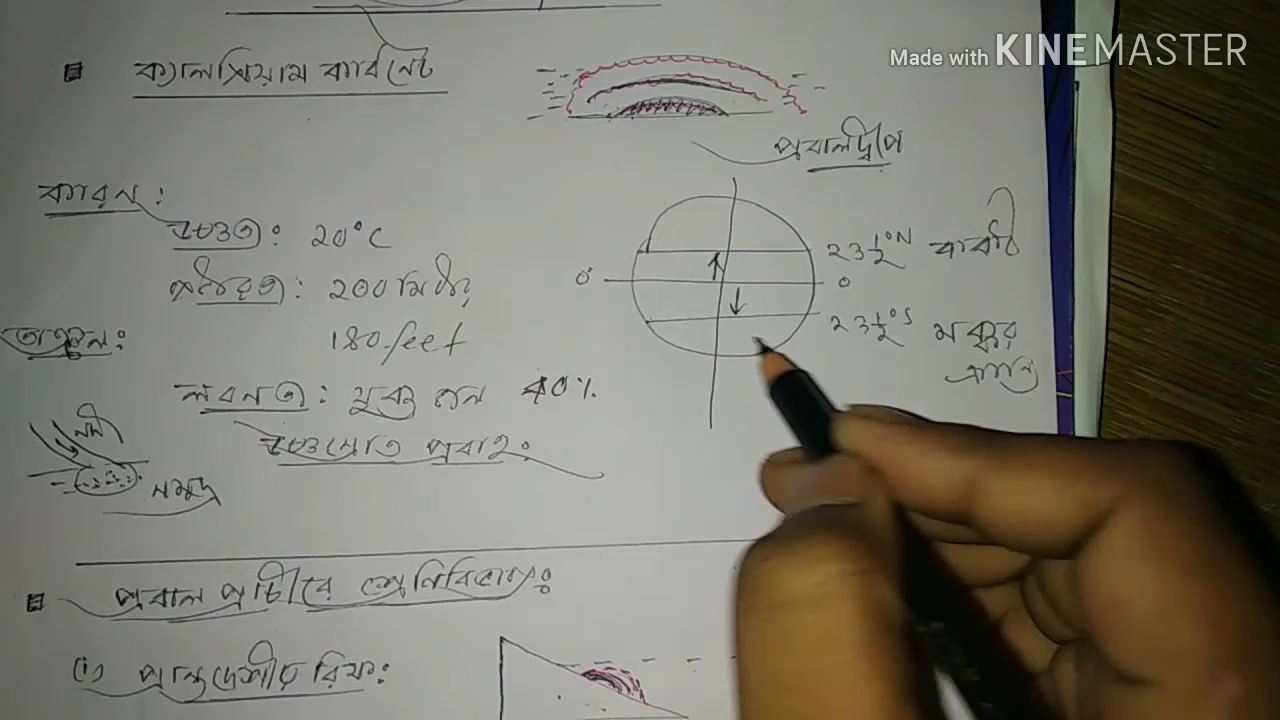 Made with KINEMASTER
ক্যালসিয়াম কার্বনেট
প্রবালদ্বীপ
কারন :
উষ্ণতা : 20°C
গভীরতা : 200 মিটার
180 feet
লবনতা : যুক্ত জল 40%
উষ্ণস্রোত প্রবাহ :
নদী
সমুদ্র
0°
23½°N কর্কট
0
23½°S মকর
ক্রান্তি
প্রবাল প্রাচীরের শ্রেনিবিভাগ :
(i) প্রান্তদেশীয় রিফ :